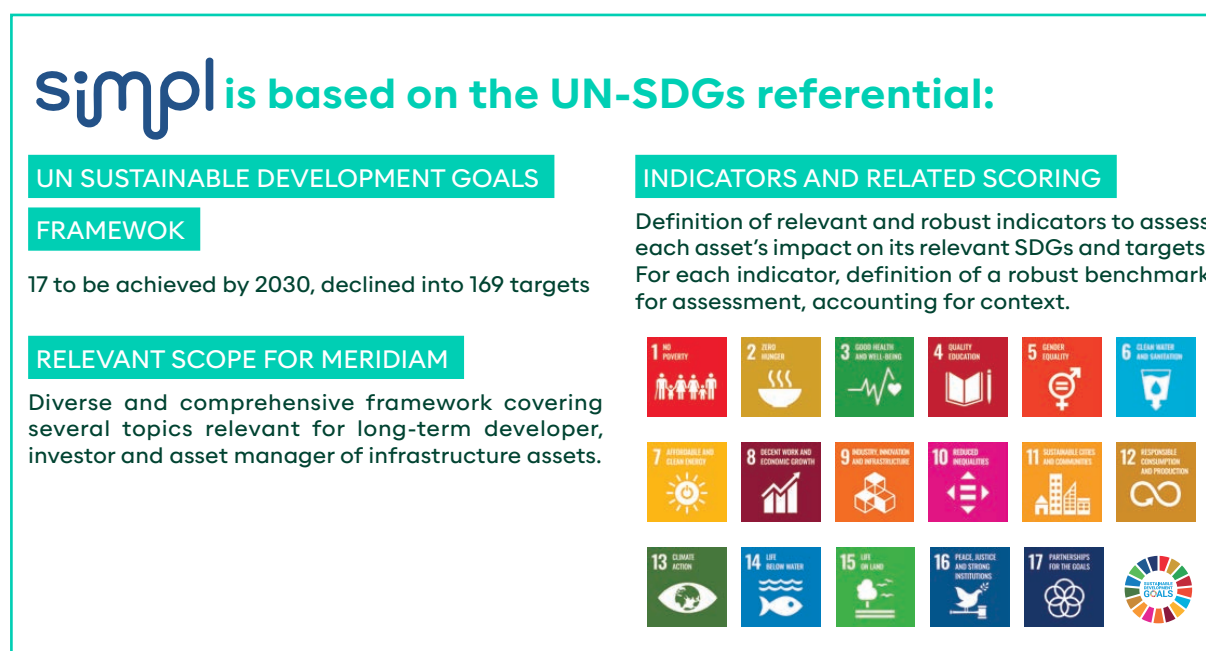 simpl is based on the UN-SDGs referential:
UN SUSTAINABLE DEVELOPMENT GOALS
FRAMEWOK
17 to be achieved by 2030, declined into 169 targets
RELEVANT SCOPE FOR MERIDIAM
Diverse and comprehensive framework covering
several topics relevant for long-term developer,
investor and asset manager of infrastructure assets.
INDICATORS AND RELATED SCORING
Definition of relevant and robust indicators to assess
each asset's impact on its relevant SDGs and targets
For each indicator, definition of a robust benchmark
for assessment, accounting for context.
1 NO
POVERTY
2 ZERO
HUNGER
3 GOOD HEALTH
AND WELL-BEING
4 QUALITY
EDUCATION
5 GENDER
EQUALITY
6 CLEAN WATER
AND SANITATION
7 AFFORDABLE AND
CLEAN ENERGY
8 DECENT WORK AND
ECONOMIC GROWTH
9 INDUSTRY, INNOVATION
AND INFRASTRUCTURE
10 REDUCED
INEQUALITIES
11 SUSTAINABLE CITIES
AND COMMUNITIES
12 RESPONSIBLE
CONSUMPTION
AND PRODUCTION
13 CLIMATE
ACTION
14 LIFE
BELOW WATER
15 LIFE
ON LAND
16 PEACE, JUSTICE
AND STRONG
INSTITUTIONS
17 PARTNERSHIPS
FOR THE GOALS
SUSTAINABLE
DEVELOPMENT
GOALS